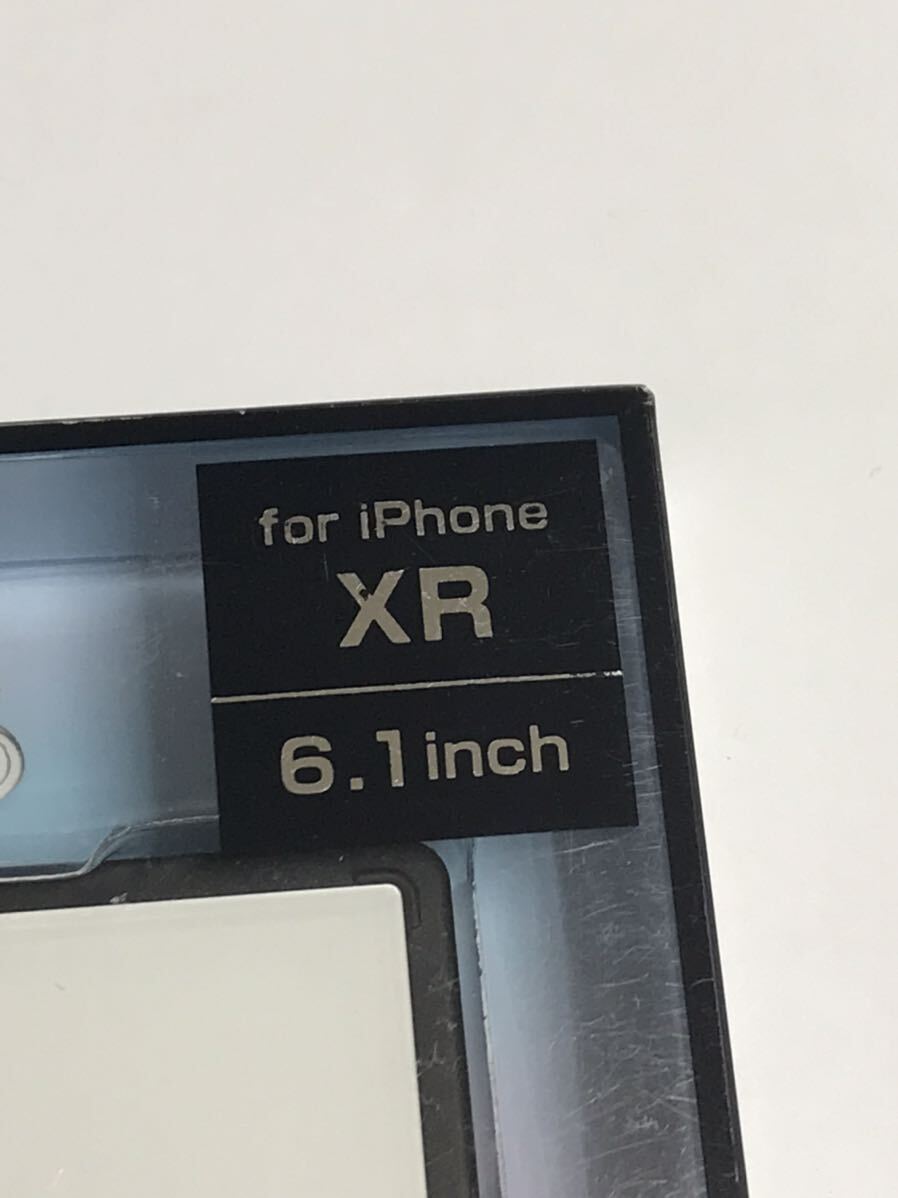 for iPhone
XR
6.1inch